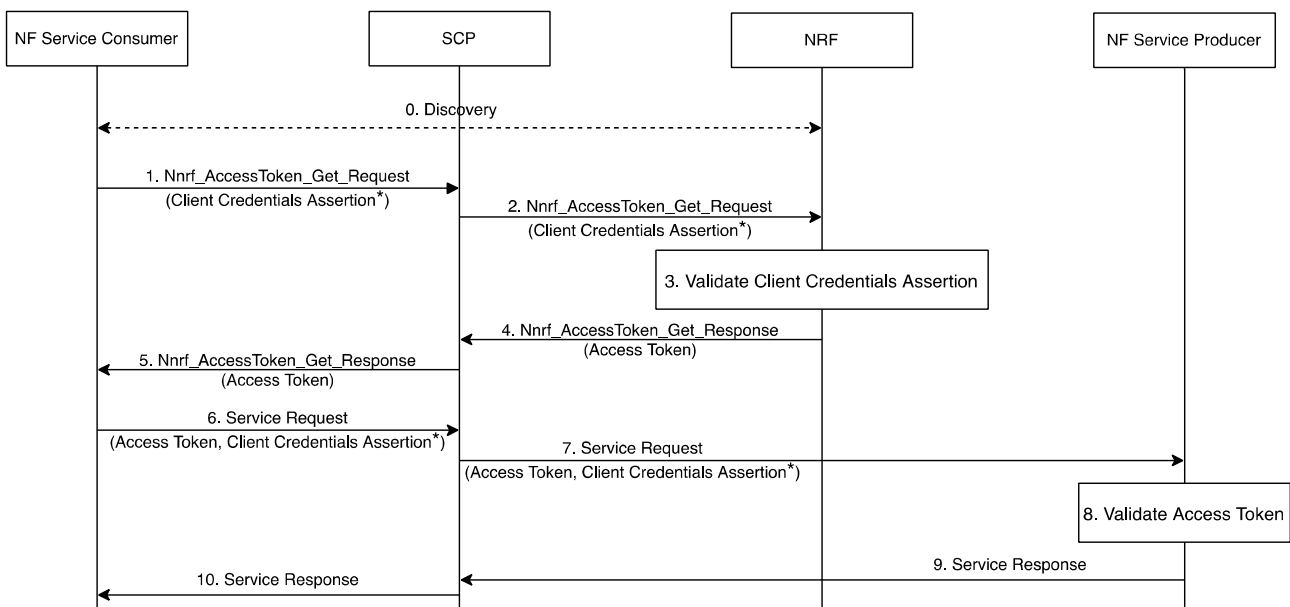 NF Service Consumer
SCP
NRF
NF Service Producer
0. Discovery
1. Nnrf_AccessToken_Get_Request
(Client Credentials Assertion*)
2. Nnrf_AccessToken_Get_Request
(Client Credentials Assertion*)
3. Validate Client Credentials Assertion
4. Nnrf_AccessToken_Get_Response
(Access Token)
5. Nnrf_AccessToken_Get_Response
(Access Token)
6. Service Request
(Access Token, Client Credentials Assertion*)
7. Service Request
(Access Token, Client Credentials Assertion*)
8. Validate Access Token
9. Service Response
10. Service Response